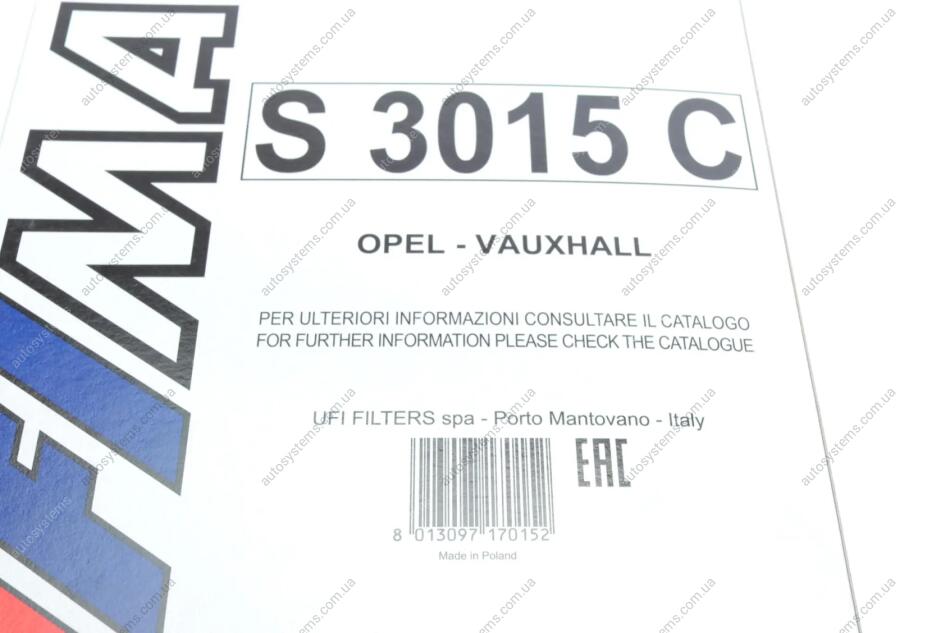 FIMA
S 3015 C
OPEL - VAUXHALL
PER ULTERIORI INFORMAZIONI CONSULTARE IL CATALOGO
FOR FURTHER INFORMATION PLEASE CHECK THE CATALOGUE
UFI FILTERS spa - Porto Mantovano - Italy
EAC
8 013097 170152
Made in Poland
autosystems.com.ua